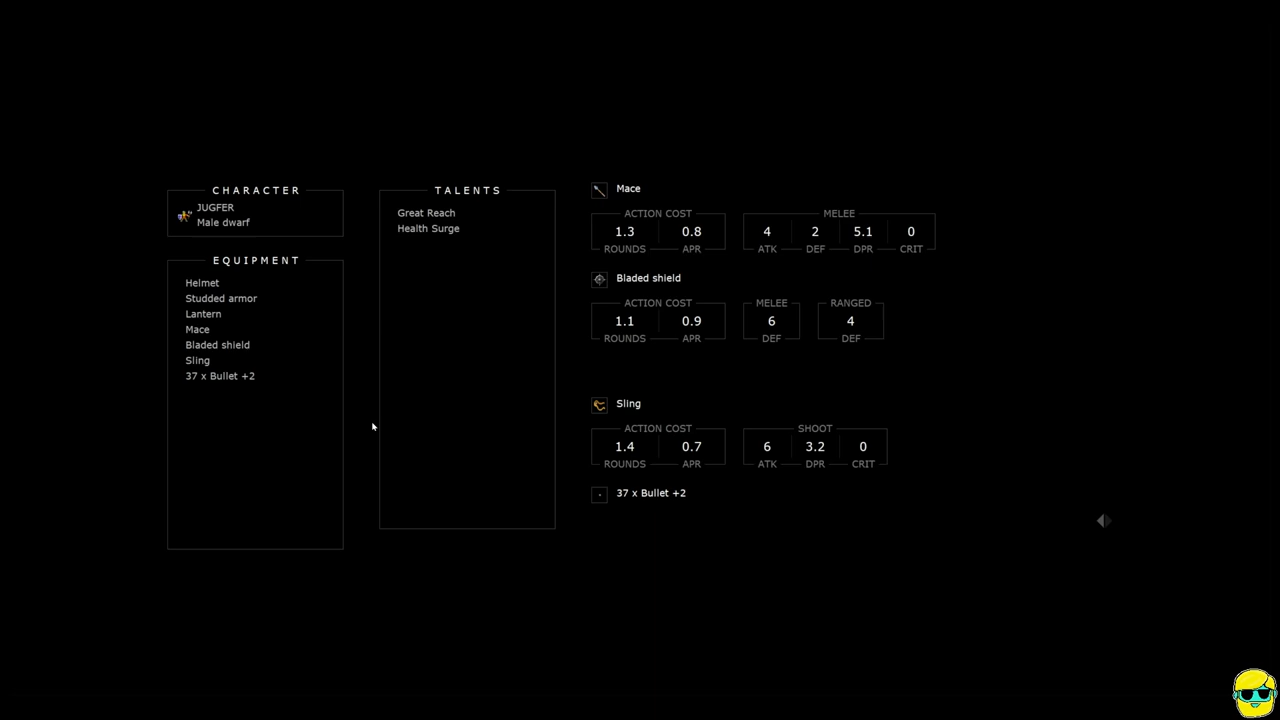 CHARACTER
JUGFER
Male dwarf
EQUIPMENT
Helmet
Studded armor
Lantern
Mace
Bladed shield
Sling
37 x Bullet +2
TALENTS
Great Reach
Health Surge
Mace
ACTION COST MELEE
1.3 0.8 4 2 5.1 0
ROUNDS APR ATK DEF DPR CRIT
Bladed shield
ACTION COST MELEE RANGED
1.1 0.9 6 4
ROUNDS APR DEF DEF
Sling
ACTION COST SHOOT
1.4 0.7 6 3.2 0
ROUNDS APR ATK DPR CRIT
37 x Bullet +2